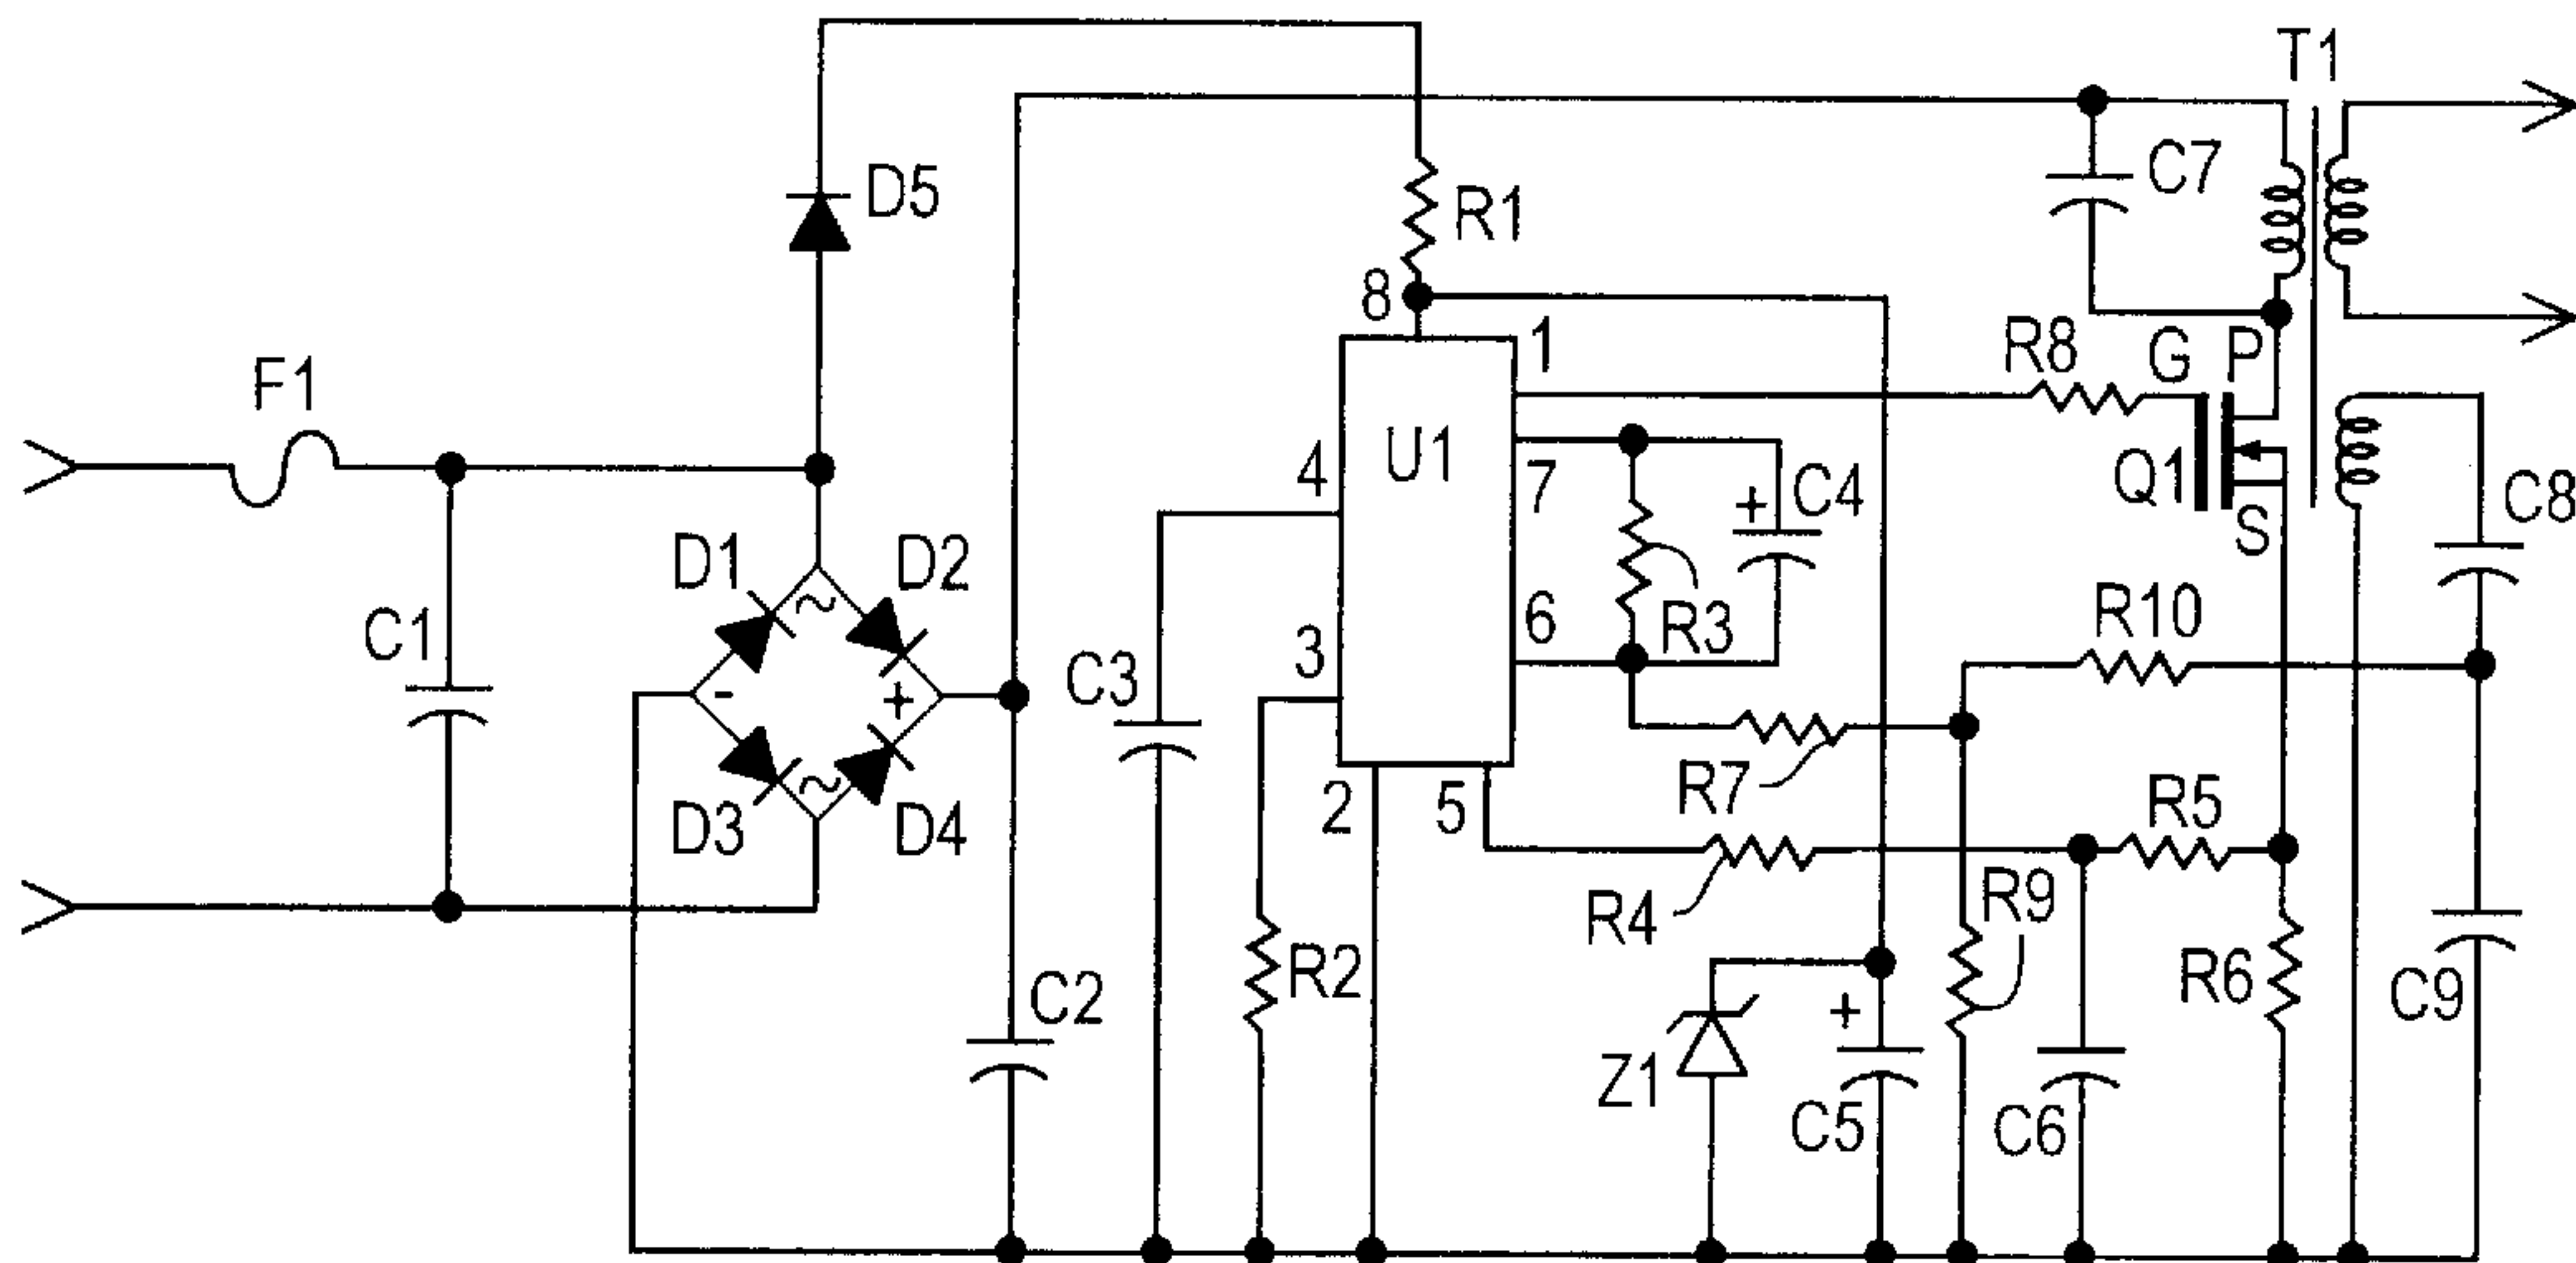 T1
D5
C7
R1
8
1
R8
G
P
F1
U1
4
7
+
C4
Q1
S
C8
D1
~
D2
C1
R10
3
6
R3
C3
-
+
D3
~
D4
2
5
R7
R5
R4
R9
R2
C2
+
R6
C9
Z1
C5
C6